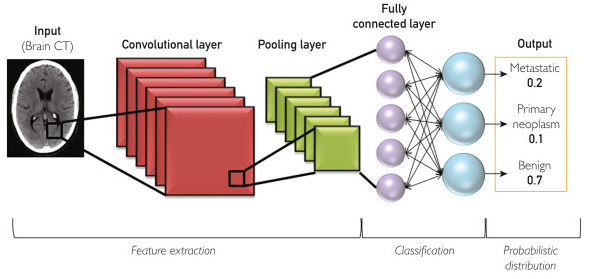 Input
(Brain CT)
Convolutional layer
Pooling layer
Fully
connected layer
Output
Metastatic
0.2
Primary
neoplasm
0.1
Benign
0.7
Feature extraction
Classification
Probabilistic
distribution